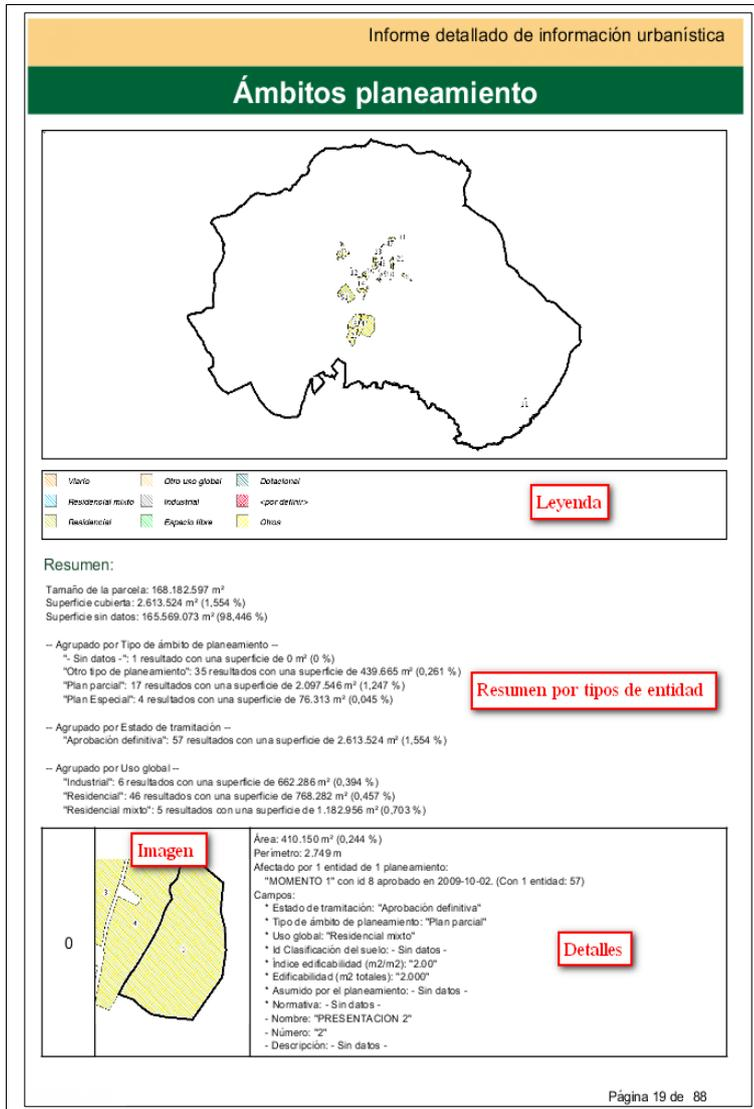 Informe detallado de información urbanística
Ámbitos planeamiento
Viario
Otro uso global
Dotacional
Residencial mixto
Industrial
<por definir>
Residencial
Espacio libre
Otros
Leyenda
Resumen:
Tamaño de la parcela: 168.182.597 m²
Superficie cubierta: 2.613.524 m² (1,554 %)
Superficie sin datos: 165.569.073 m² (98,446 %)
-- Agrupado por Tipo de ámbito de planeamiento --
"- Sin datos -": 1 resultado con una superficie de 0 m² (0 %)
"Otro tipo de planeamiento": 35 resultados con una superficie de 439.665 m² (0,261 %)
"Plan parcial": 17 resultados con una superficie de 2.097.546 m² (1,247 %)
"Plan Especial": 4 resultados con una superficie de 76.313 m² (0,045 %)
Resumen por tipos de entidad
-- Agrupado por Estado de tramitación --
"Aprobación definitiva": 57 resultados con una superficie de 2.613.524 m² (1,554 %)
-- Agrupado por Uso global --
"Industrial": 6 resultados con una superficie de 662.286 m² (0,394 %)
"Residencial": 46 resultados con una superficie de 768.282 m² (0,457 %)
"Residencial mixto": 5 resultados con una superficie de 1.182.956 m² (0,703 %)
0
Imagen
3
4
Área: 410.150 m² (0,244 %)
Perímetro: 2.749 m
Afectado por 1 entidad de 1 planeamiento:
"MOMENTO 1" con id 8 aprobado en 2009-10-02. (Con 1 entidad: 57)
Campos:
* Estado de tramitación: "Aprobación definitiva"
* Tipo de ámbito de planeamiento: "Plan parcial"
* Uso global: "Residencial mixto"
* Id Clasificación del suelo: - Sin datos -
* Índice edificabilidad (m2/m2): "2.00"
* Edificabilidad (m2 totales): "2.000"
* Asumido por el planeamiento: - Sin datos -
* Normativa: - Sin datos -
- Nombre: "PRESENTACION 2"
- Número: "2"
- Descripción: - Sin datos -
Detalles
Página 19 de 88